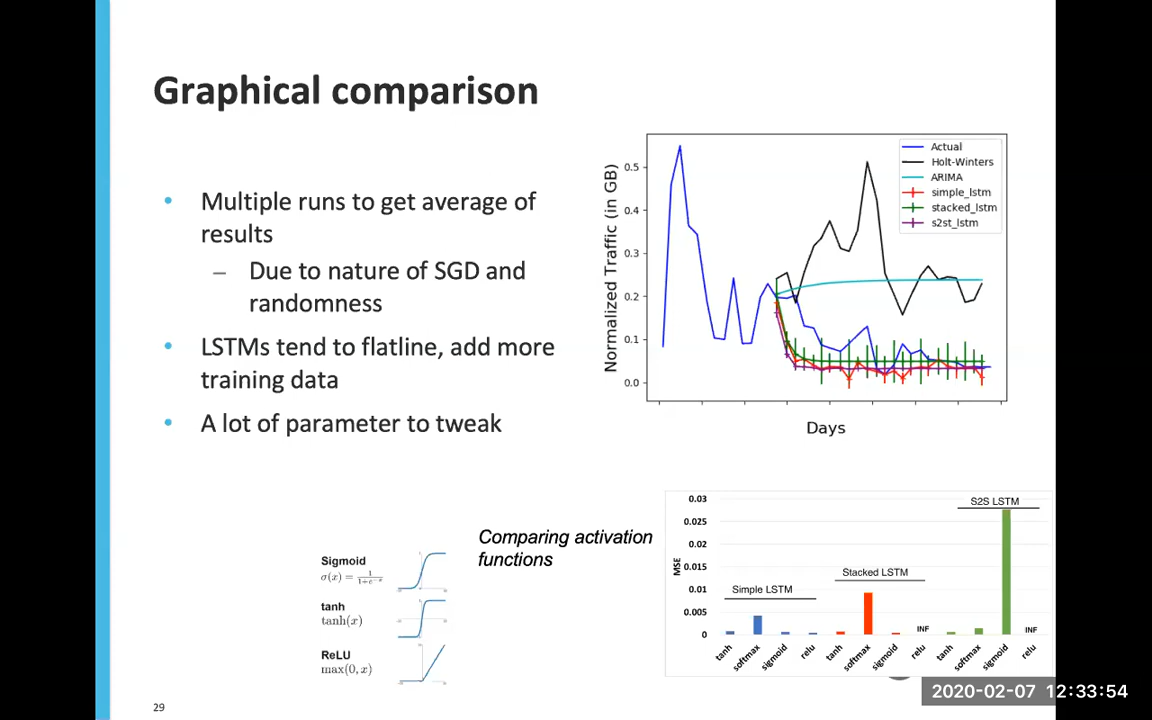 Graphical comparison
• Multiple runs to get average of
results
– Due to nature of SGD and
randomness
• LSTMs tend to flatline, add more
training data
• A lot of parameter to tweak
Normalized Traffic (in GB)
0.5
0.4
0.3
0.2
0.1
0.0
Actual
Holt-Winters
ARIMA
simple_lstm
stacked_lstm
s2st_lstm
Days
Comparing activation
functions
Sigmoid
σ(x) = 1/(1+e^-x)
tanh
tanh(x)
ReLU
max(0, x)
MSE
0.03
0.025
0.02
0.015
0.01
0.005
0
Simple LSTM
Stacked LSTM
S2S LSTM
INF
INF
tanh
softmax
sigmoid
relu
tanh
softmax
sigmoid
relu
tanh
softmax
sigmoid
relu
29
2020-02-07 12:33:54